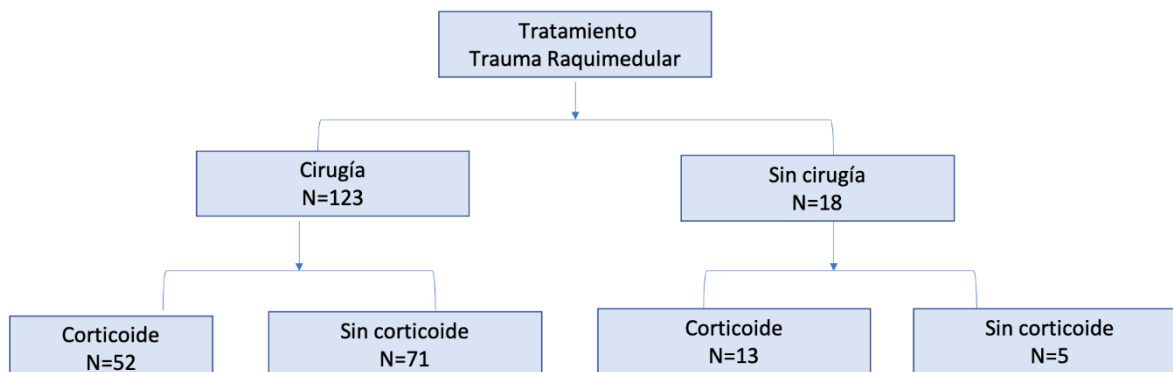 Tratamiento
Trauma Raquimedular
Cirugía
N=123
Sin cirugía
N=18
Corticoide
N=52
Sin corticoide
N=71
Corticoide
N=13
Sin corticoide
N=5